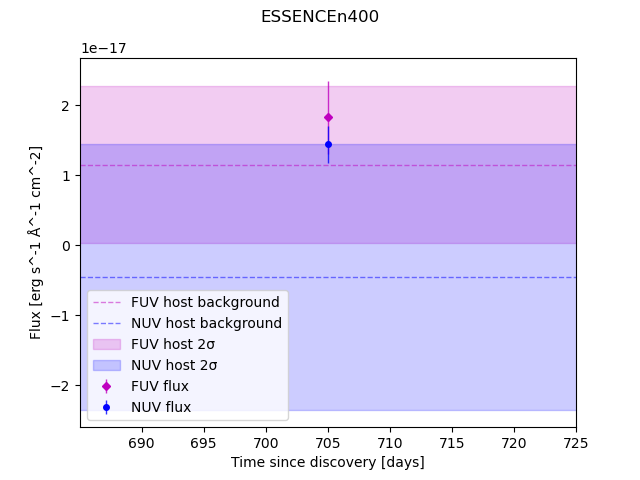 ESSENCEn400
1e−17
2
1
0
−1
−2
Flux [erg s^-1 Å^-1 cm^-2]
FUV host background
NUV host background
FUV host 2σ
NUV host 2σ
FUV flux
NUV flux
690 695 700 705 710 715 720 725
Time since discovery [days]